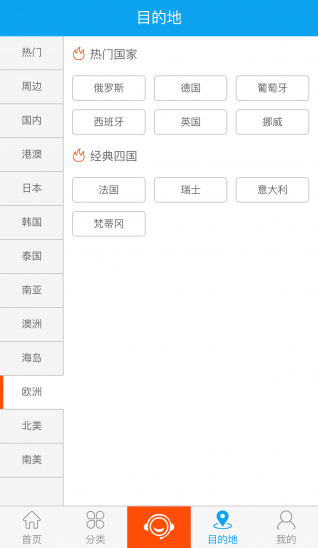 目的地
热门
周边
国内
港澳
日本
韩国
泰国
南亚
澳洲
海岛
欧洲
北美
南美
热门国家
俄罗斯 德国 葡萄牙
西班牙 英国 挪威
经典四国
法国 瑞士 意大利
梵蒂冈
首页 分类 目的地 我的